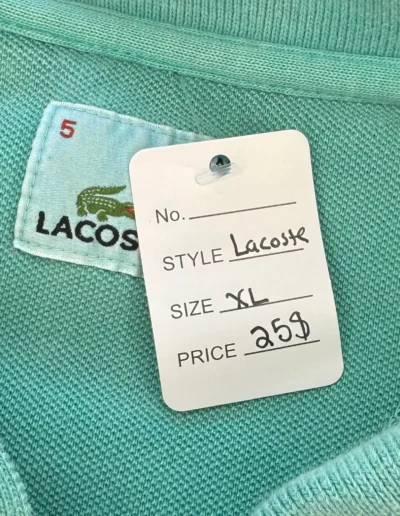 5
LACOS
No.
STYLE Lacoste
SIZE XL
PRICE 25$